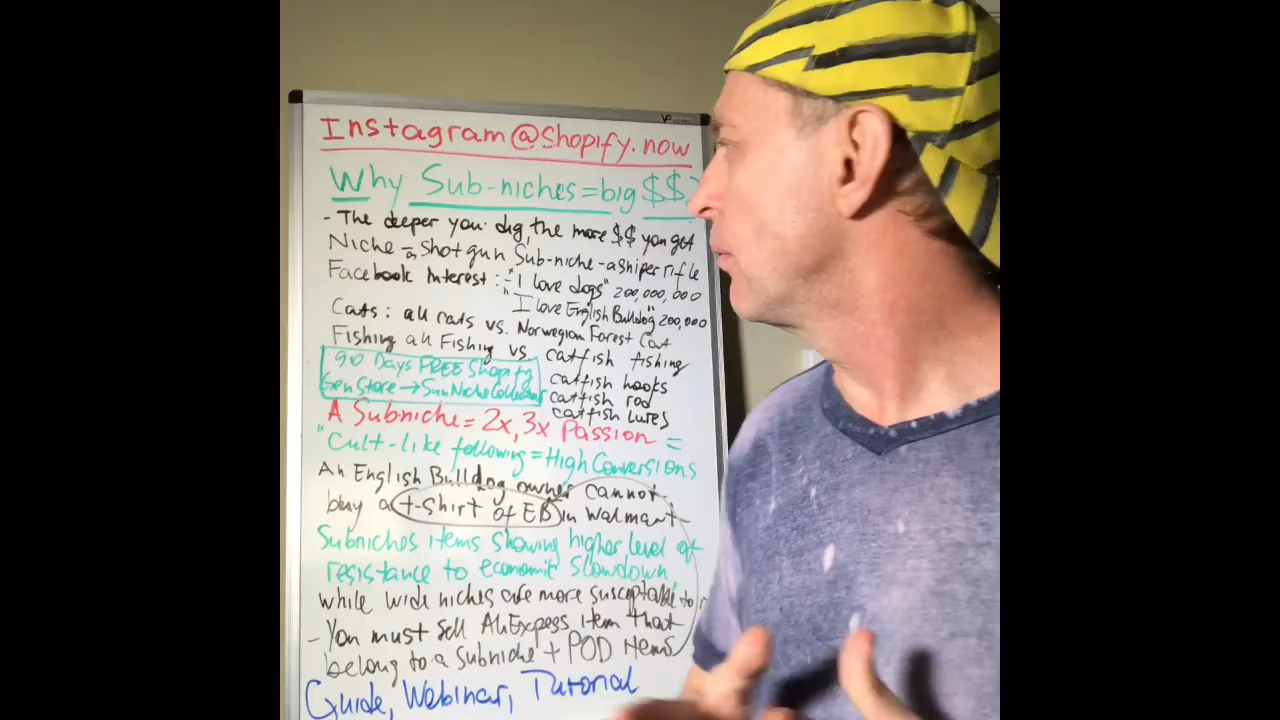 Instagram@Shopify.now
Why Sub-niches=big $$?
- The deeper you dig, the more $$ you get
Niche = a shotgun Sub-niche - a sniper rifle
Facebook Interest: - "I love dogs" 200,000,000
"I love English Bulldog" 200,000
Cats: all cats vs. Norwegian Forest Cat
Fishing all Fishing vs catfish fishing
90 Days FREE Shopify
catfish hooks
Gen Store → Sun Niche Collection
catfish rod
catfish lures
A Subniche = 2x, 3x Passion =
"Cult-like following = High Conversions
An English Bulldog owner cannot
buy a t-shirt of EB in Walmart
Subniches items showing higher level of
resistance to economic slowdown
while wide niches are more susceptable to
- You must sell AliExpess item that
belong to a Subniche + POD Items
Guide, Webinar, Tutorial